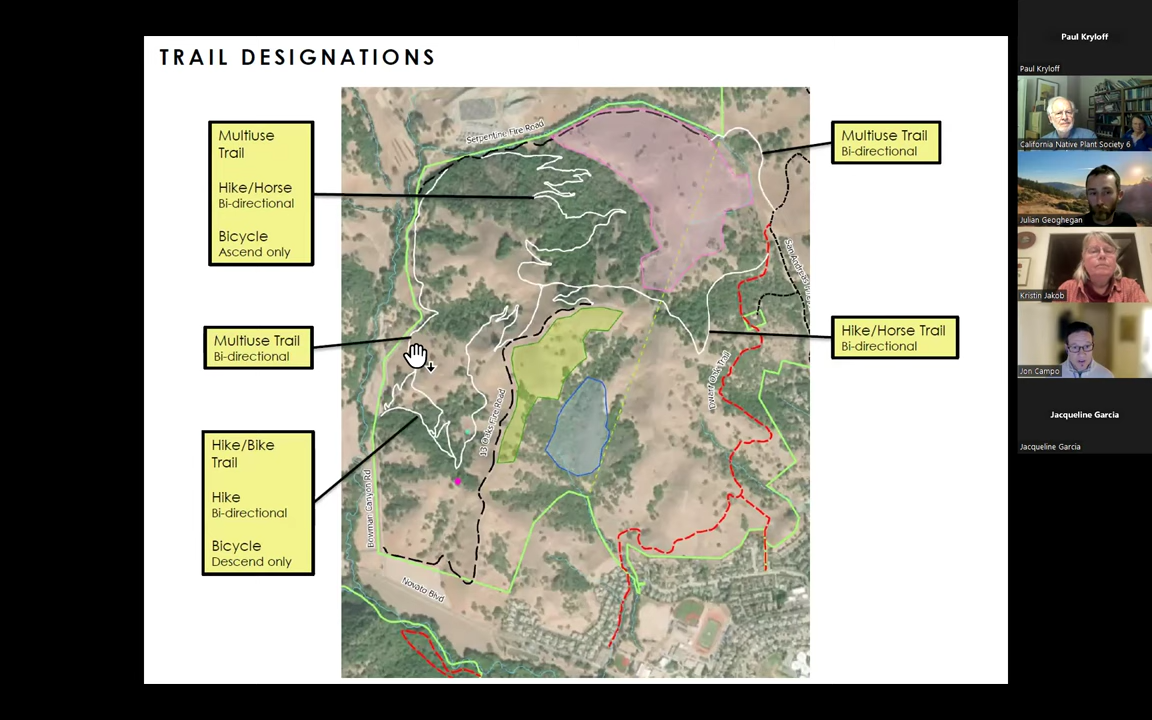 TRAIL DESIGNATIONS
Multiuse
Trail
Hike/Horse
Bi-directional
Bicycle
Ascend only
Multiuse Trail
Bi-directional
Hike/Bike
Trail
Hike
Bi-directional
Bicycle
Descend only
Serpentine Fire Road
Bowman Canyon Rd
Novato Blvd
Multiuse Trail
Bi-directional
Hike/Horse Trail
Bi-directional
Paul Kryloff
Paul Kryloff
California Native Plant Society 6
Julian Geoghegan
Kristin Jakob
Jon Campo
Jacqueline Garcia
Jacqueline Garcia